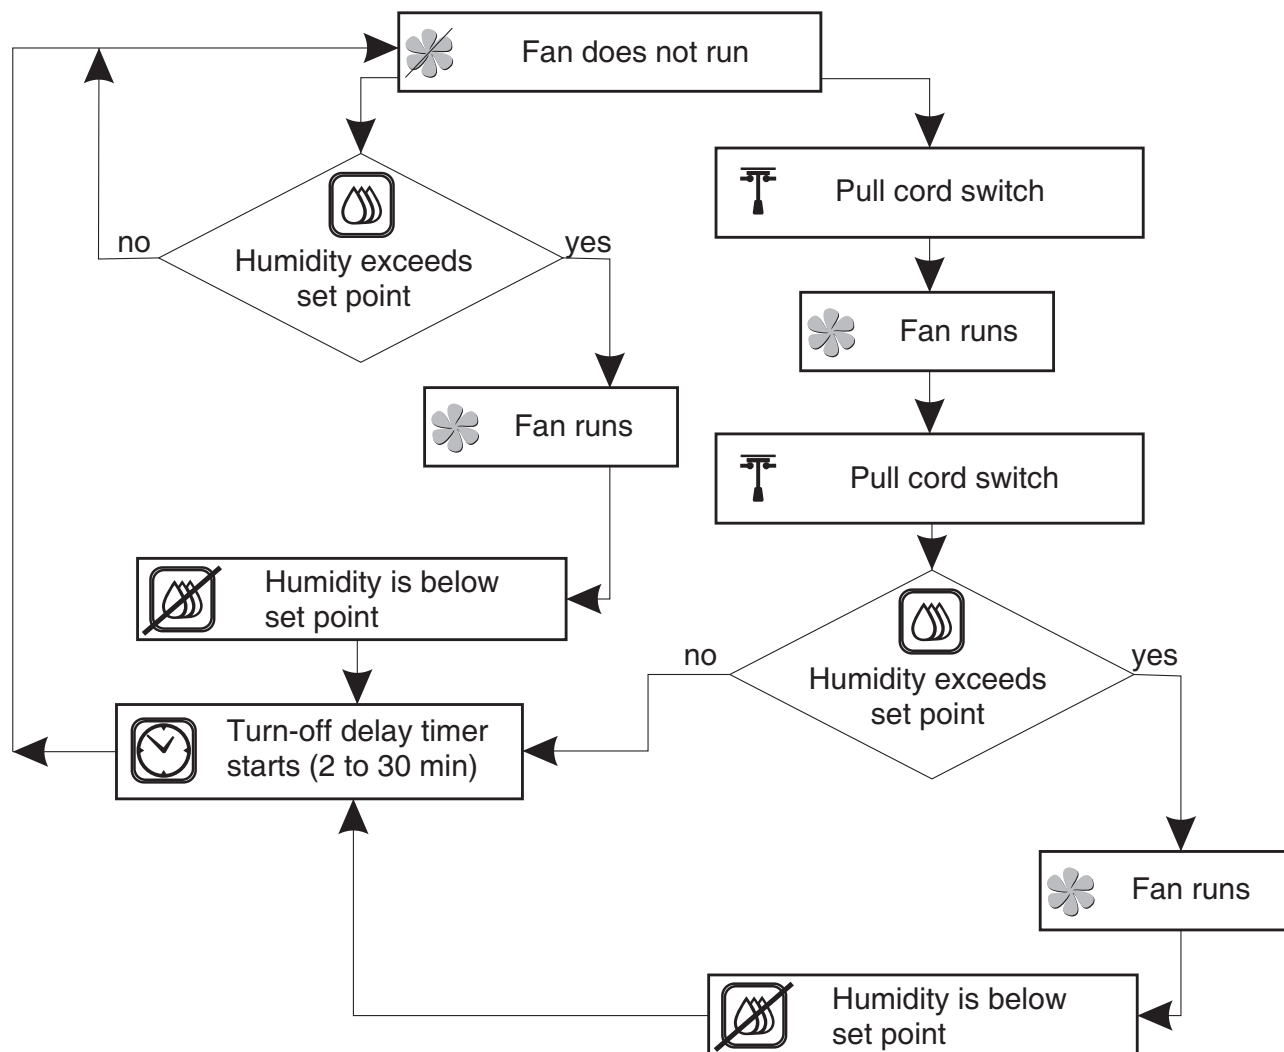 Fan does not run
Pull cord switch
no
yes
Humidity exceeds
set point
Fan runs
Fan runs
Pull cord switch
Humidity is below
set point
no
yes
Humidity exceeds
set point
Turn-off delay timer
starts (2 to 30 min)
Fan runs
Humidity is below
set point